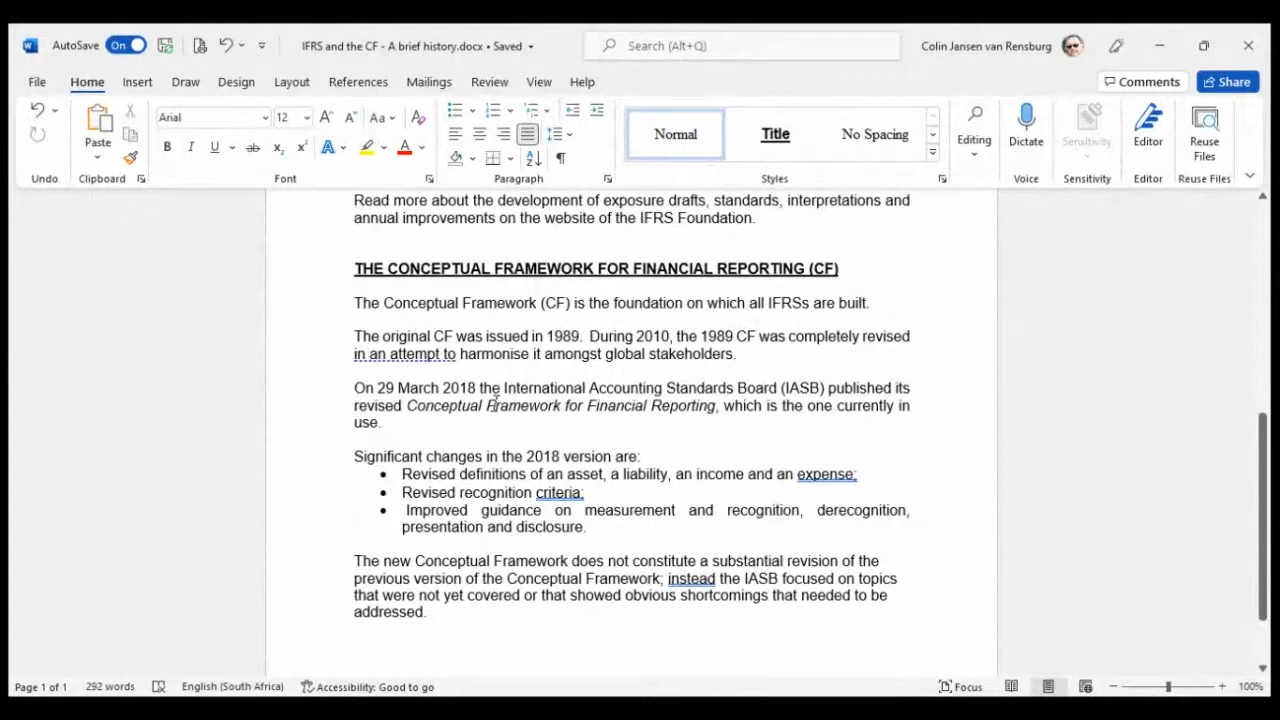 AutoSave On IFRS and the CF - A brief history.docx • Saved Search (Alt+Q) Colin Jansen van Rensburg
File Home Insert Draw Design Layout References Mailings Review View Help Comments Share
Arial 12 A^ A˅ Aa A
Paste B I U ab x₂ x² A A
Normal Title No Spacing
Editing Dictate Sensitivity Editor Reuse Files
Undo Clipboard Font Paragraph Styles Voice Sensitivity Editor Reuse Files
Read more about the development of exposure drafts, standards, interpretations and
annual improvements on the website of the IFRS Foundation.
THE CONCEPTUAL FRAMEWORK FOR FINANCIAL REPORTING (CF)
The Conceptual Framework (CF) is the foundation on which all IFRSs are built.
The original CF was issued in 1989. During 2010, the 1989 CF was completely revised
in an attempt to harmonise it amongst global stakeholders.
On 29 March 2018 the International Accounting Standards Board (IASB) published its
revised Conceptual Framework for Financial Reporting, which is the one currently in
use.
Significant changes in the 2018 version are:
• Revised definitions of an asset, a liability, an income and an expense;
• Revised recognition criteria;
• Improved guidance on measurement and recognition, derecognition,
presentation and disclosure.
The new Conceptual Framework does not constitute a substantial revision of the
previous version of the Conceptual Framework; instead the IASB focused on topics
that were not yet covered or that showed obvious shortcomings that needed to be
addressed.
Page 1 of 1 292 words English (South Africa) Accessibility: Good to go Focus 100%